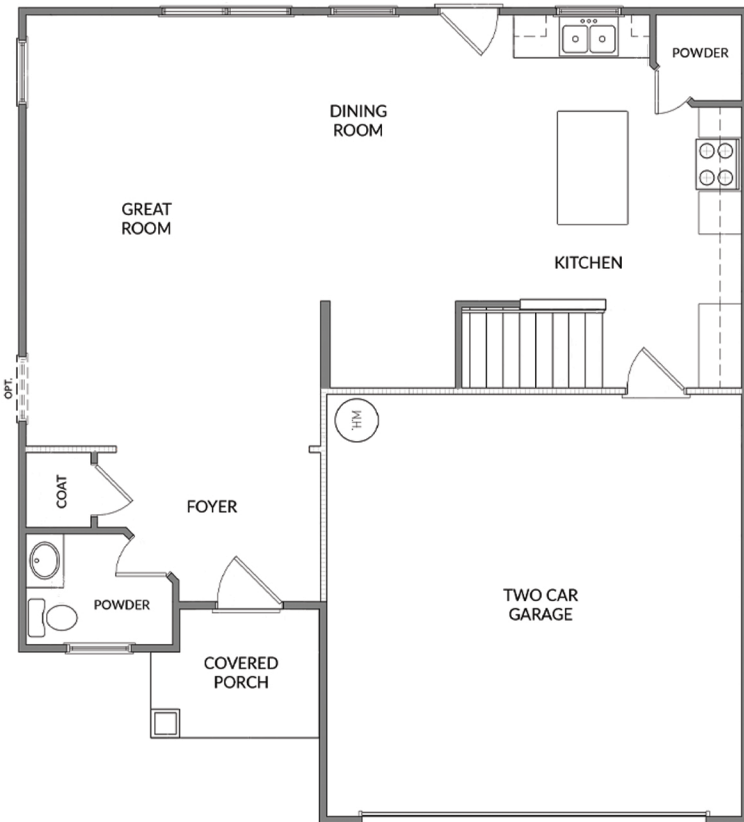 POWDER
DINING
ROOM
GREAT
ROOM
KITCHEN
OPT.
W.H.
COAT
FOYER
TWO CAR
GARAGE
POWDER
COVERED
PORCH